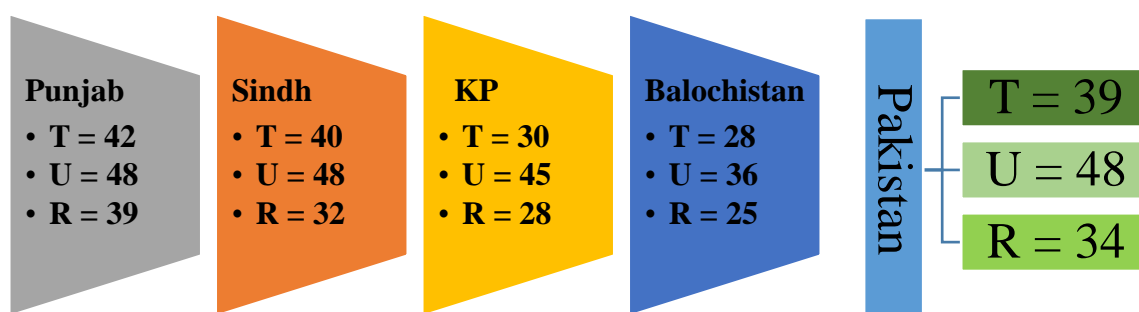 Punjab
• T = 42
• U = 48
• R = 39
Sindh
• T = 40
• U = 48
• R = 32
KP
• T = 30
• U = 45
• R = 28
Balochistan
• T = 28
• U = 36
• R = 25
Pakistan
T = 39
U = 48
R = 34